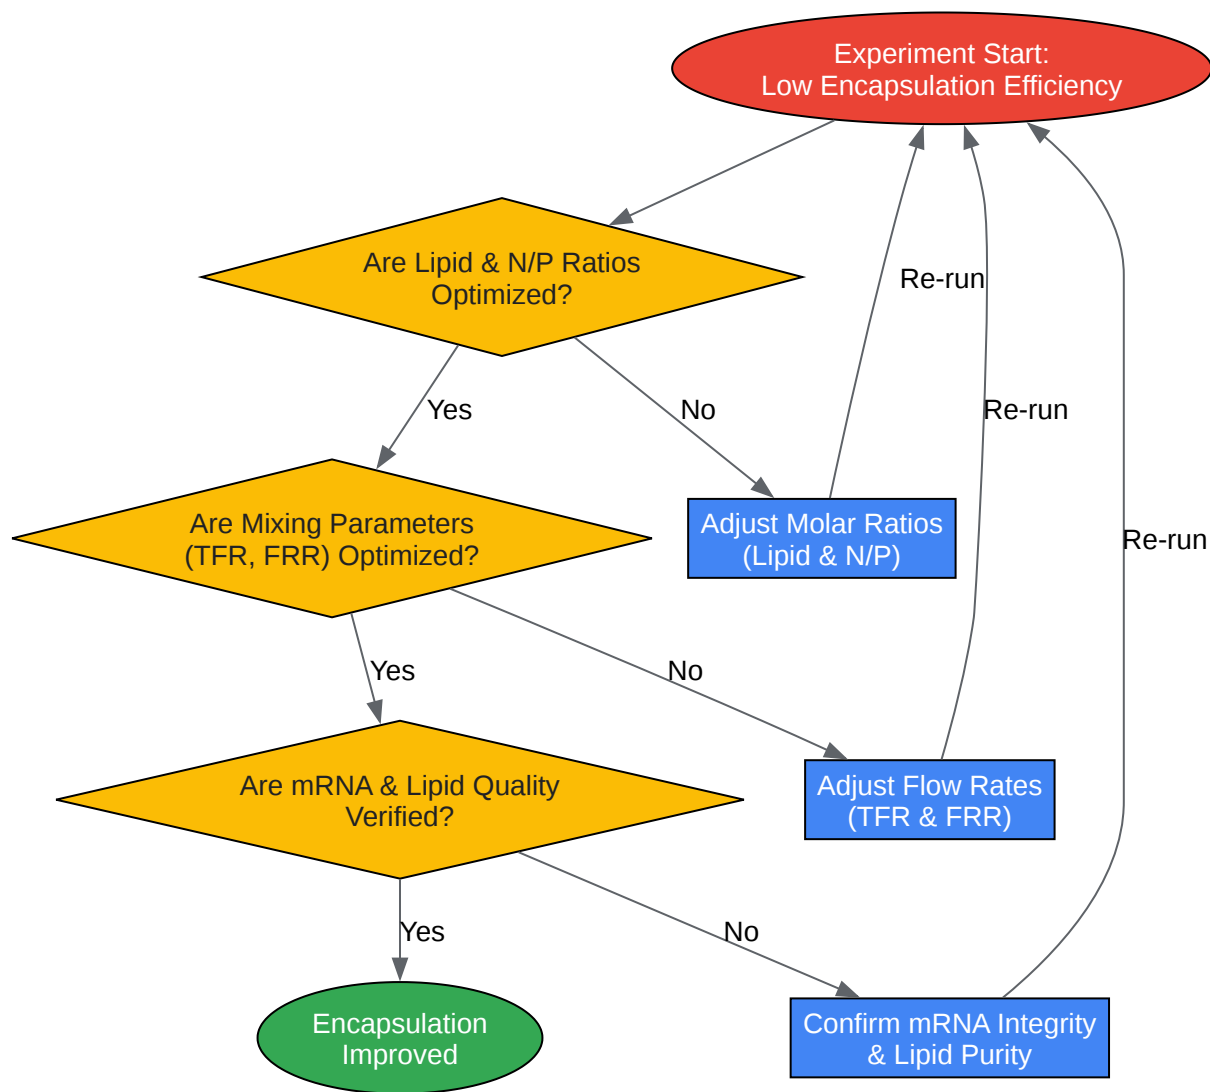 Experiment Start:
Low Encapsulation Efficiency
Are Lipid & N/P Ratios
Optimized?
Re-run
Yes
No
Re-run
Are Mixing Parameters
(TFR, FRR) Optimized?
Adjust Molar Ratios
(Lipid & N/P)
Re-run
Yes
No
Are mRNA & Lipid Quality
Verified?
Adjust Flow Rates
(TFR & FRR)
Yes
No
Encapsulation
Improved
Confirm mRNA Integrity
& Lipid Purity